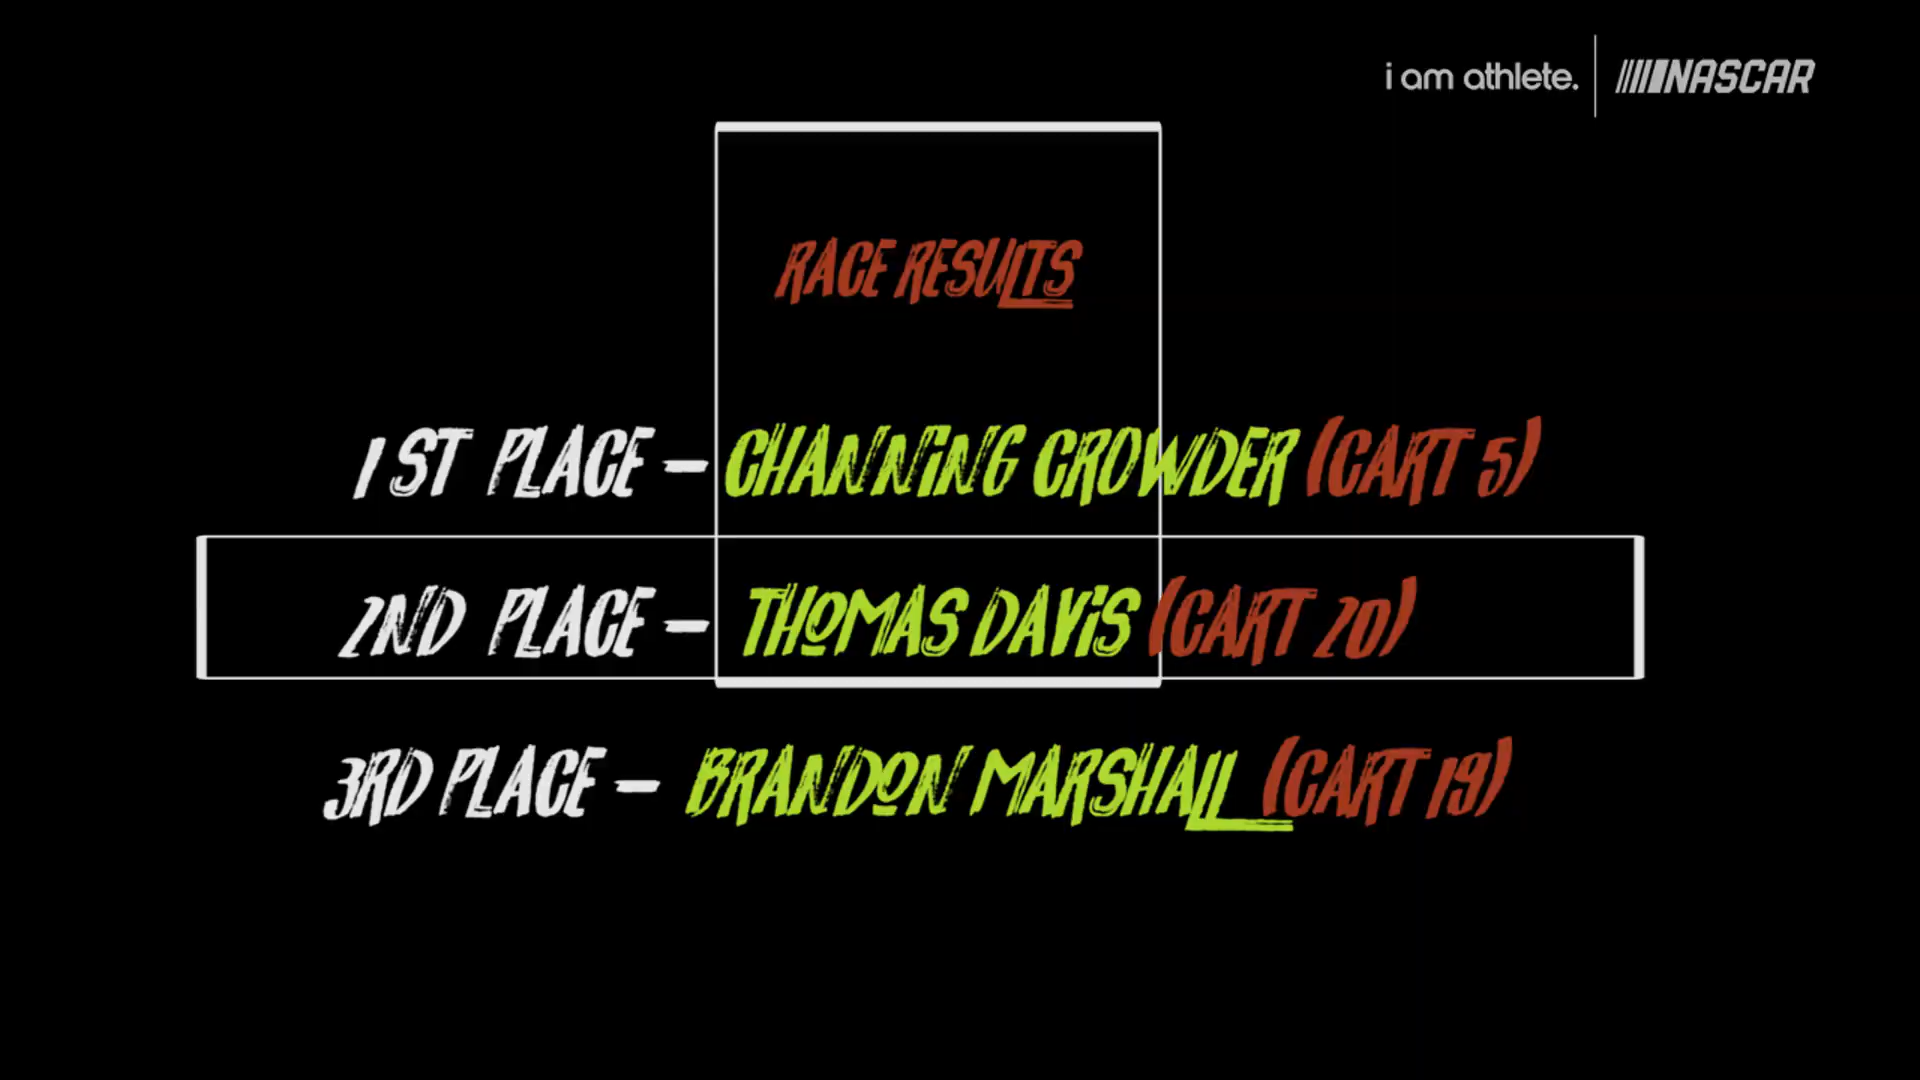 i am athlete. NASCAR
RACE RESULTS
1ST PLACE - CHANNING CROWDER (CART 5)
2ND PLACE - THOMAS DAVIS (CART 20)
3RD PLACE - BRANDON MARSHALL (CART 19)